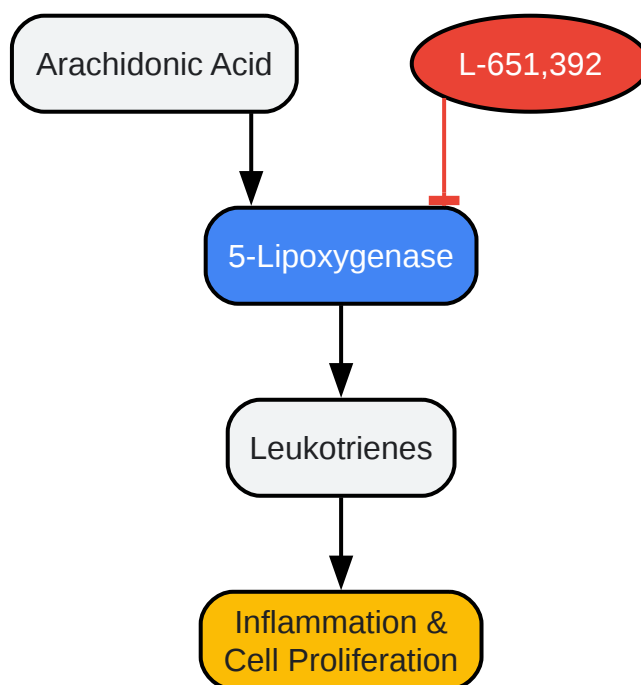 Arachidonic Acid
L-651,392
5-Lipoxygenase
Leukotrienes
Inflammation &
Cell Proliferation